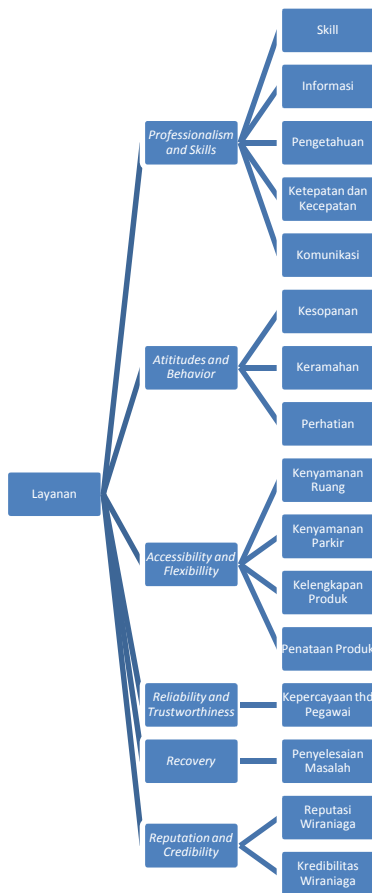 Layanan
Professionalism
and Skills
Skill
Informasi
Pengetahuan
Ketepatan dan
Kecepatan
Komunikasi
Atititudes and
Behavior
Kesopanan
Keramahan
Perhatian
Accessibility and
Flexibillity
Kenyamanan
Ruang
Kenyamanan
Parkir
Kelengkapan
Produk
Penataan Produk
Reliability and
Trustworthiness
Kepercayaan thd
Pegawai
Recovery
Penyelesaian
Masalah
Reputation and
Credibility
Reputasi
Wiraniaga
Kredibilitas
Wiraniaga